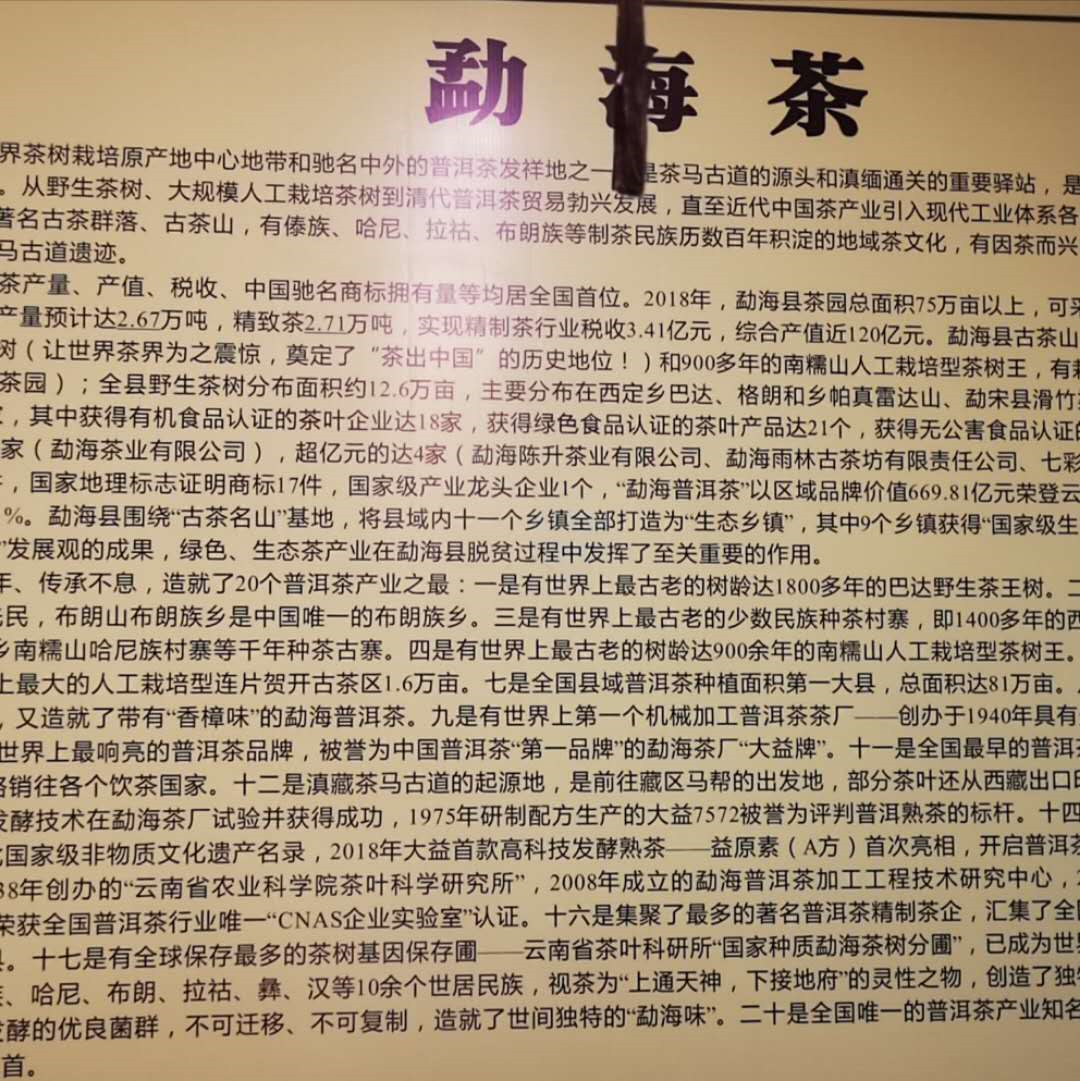 勐海茶
界茶树栽培原产地中心地带和驰名中外的普洱茶发祥地之一 是茶马古道的源头和滇缅通关的重要驿站，是
。从野生茶树、大规模人工栽培茶树到清代普洱茶贸易勃兴发展，直至近代中国茶产业引入现代工业体系各
著名古茶群落、古茶山，有傣族、哈尼、拉祜、布朗族等制茶民族历数百年积淀的地域茶文化，有因茶而兴
马古道遗迹。
茶产量、产值、税收、中国驰名商标拥有量等均居全国首位。2018年，勐海县茶园总面积75万亩以上，可采
产量预计达2.67万吨，精致茶2.71万吨，实现精制茶行业税收3.41亿元，综合产值近120亿元。勐海县古茶山
树（让世界茶界为之震惊，奠定了“茶出中国”的历史地位！）和900多年的南糯山人工栽培型茶树王，有栽
茶园）；全县野生茶树分布面积约12.6万亩，主要分布在西定乡巴达、格朗和乡帕真雷达山、勐宋县滑竹
，其中获得有机食品认证的茶叶企业达18家，获得绿色食品认证的茶叶产品达21个，获得无公害食品认证的
家（勐海茶业有限公司），超亿元的达4家（勐海陈升茶业有限公司、勐海雨林古茶坊有限责任公司、七彩
，国家地理标志证明商标17件，国家级产业龙头企业1个，“勐海普洱茶”以区域品牌价值669.81亿元荣登云
%。勐海县围绕“古茶名山”基地，将县域内十一个乡镇全部打造为“生态乡镇”，其中9个乡镇获得“国家级生
”发展观的成果，绿色、生态茶产业在勐海县脱贫过程中发挥了至关重要的作用。
年、传承不息，造就了20个普洱茶产业之最：一是有世界上最古老的树龄达1800多年的巴达野生茶王树。二
民，布朗山布朗族乡是中国唯一的布朗族乡。三是有世界上最古老的少数民族种茶村寨，即1400多年的西
乡南糯山哈尼族村寨等千年种茶古寨。四是有世界上最古老的树龄达900余年的南糯山人工栽培型茶树王。
上最大的人工栽培型连片贺开古茶区1.6万亩。七是全国县域普洱茶种植面积第一大县，总面积达81万亩。
，又造就了带有“香樟味”的勐海普洱茶。九是有世界上第一个机械加工普洱茶茶厂——创办于1940年具有
世界上最响亮的普洱茶品牌，被誉为中国普洱茶“第一品牌”的勐海茶厂“大益牌”。十一是全国最早的普洱茶
销往各个饮茶国家。十二是滇藏茶马古道的起源地，是前往藏区马帮的出发地，部分茶叶还从西藏出口
发酵技术在勐海茶厂试验并获得成功，1975年研制配方生产的大益7572被誉为评判普洱熟茶的标杆。十四
国家级非物质文化遗产名录，2018年大益首款高科技发酵熟茶——益原素（A方）首次亮相，开启普洱茶
38年创办的“云南省农业科学院茶叶科学研究所”，2008年成立的勐海普洱茶加工工程技术研究中心，
荣获全国普洱茶行业唯一“CNAS企业实验室”认证。十六是集聚了最多的著名普洱茶精制茶企，汇集了全
。十七是有全球保存最多的茶树基因保存圃——云南省茶叶科研所“国家种质勐海茶树分圃”，已成为世界
、哈尼、布朗、拉祜、彝、汉等10余个世居民族，视茶为“上通天神，下接地府”的灵性之物，创造了独
发酵的优良菌群，不可迁移、不可复制，造就了世间独特的“勐海味”。二十是全国唯一的普洱茶产业知名
首。